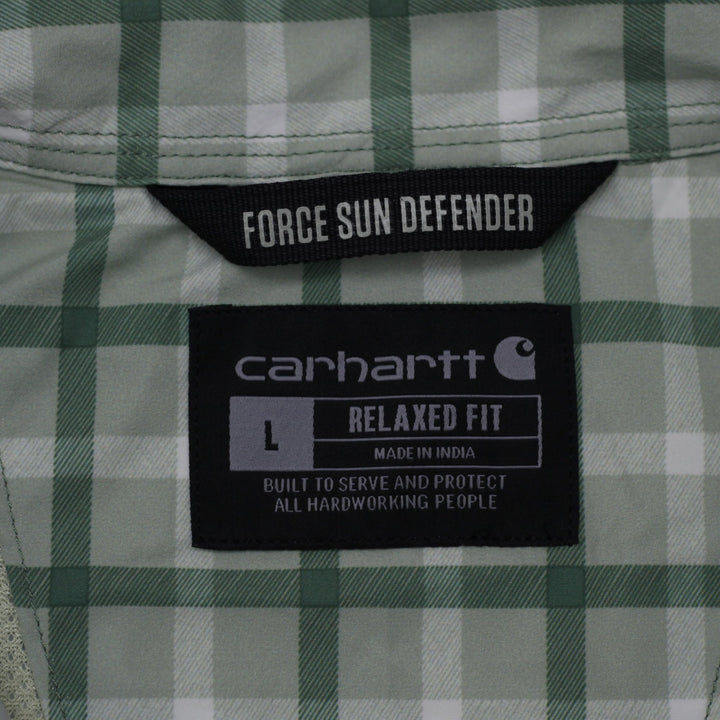 FORCE SUN DEFENDER
carhartt
L
RELAXED FIT
MADE IN INDIA
BUILT TO SERVE AND PROTECT
ALL HARDWORKING PEOPLE